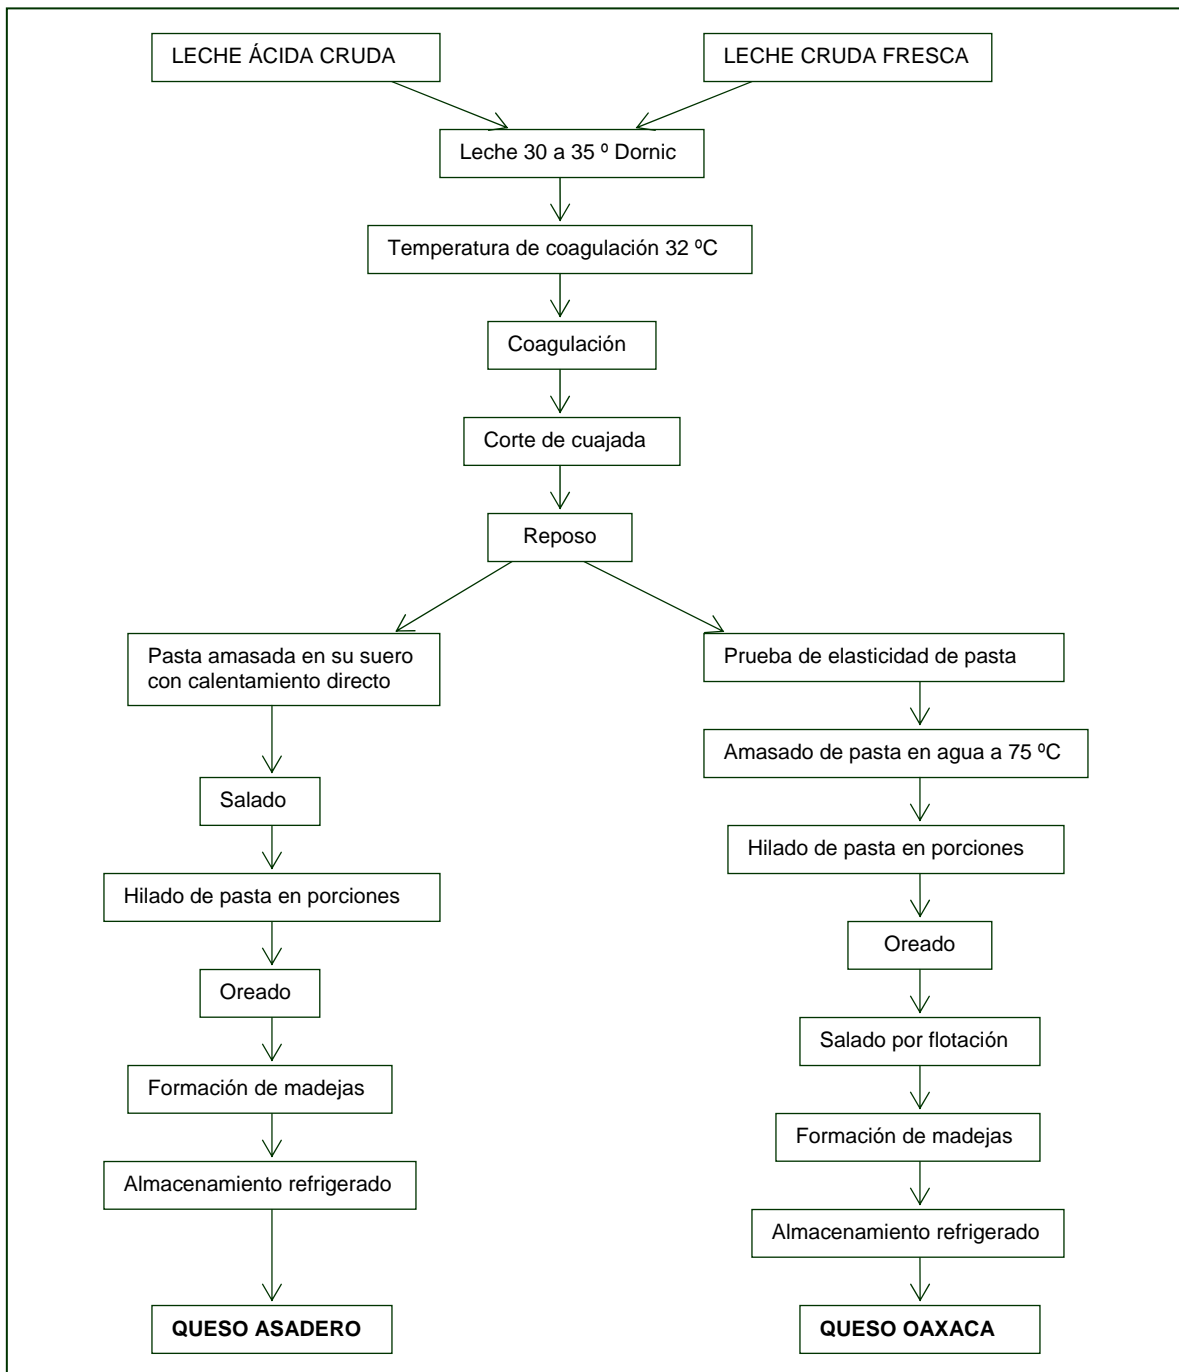 LECHE ÁCIDA CRUDA
LECHE CRUDA FRESCA
Leche 30 a 35 º Dornic
Temperatura de coagulación 32 ºC
Coagulación
Corte de cuajada
Reposo
Pasta amasada en su suero
con calentamiento directo
Salado
Hilado de pasta en porciones
Oreado
Formación de madejas
Almacenamiento refrigerado
QUESO ASADERO
Prueba de elasticidad de pasta
Amasado de pasta en agua a 75 ºC
Hilado de pasta en porciones
Oreado
Salado por flotación
Formación de madejas
Almacenamiento refrigerado
QUESO OAXACA